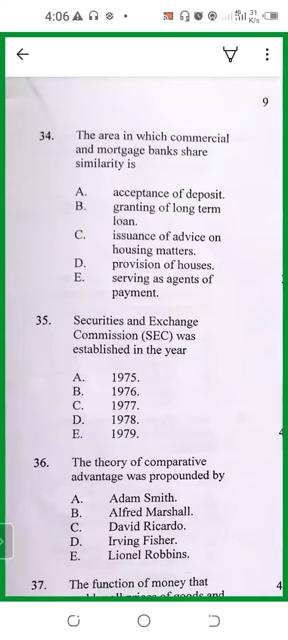 4:06
4G
31
K/s
9
34. The area in which commercial
and mortgage banks share
similarity is
A. acceptance of deposit.
B. granting of long term
loan.
C. issuance of advice on
housing matters.
D. provision of houses.
E. serving as agents of
payment.
35. Securities and Exchange
Commission (SEC) was
established in the year
A. 1975.
B. 1976.
C. 1977.
D. 1978.
E. 1979.
4
36. The theory of comparative
advantage was propounded by
A. Adam Smith.
B. Alfred Marshall.
C. David Ricardo.
D. Irving Fisher.
E. Lionel Robbins.
37. The function of money that
4